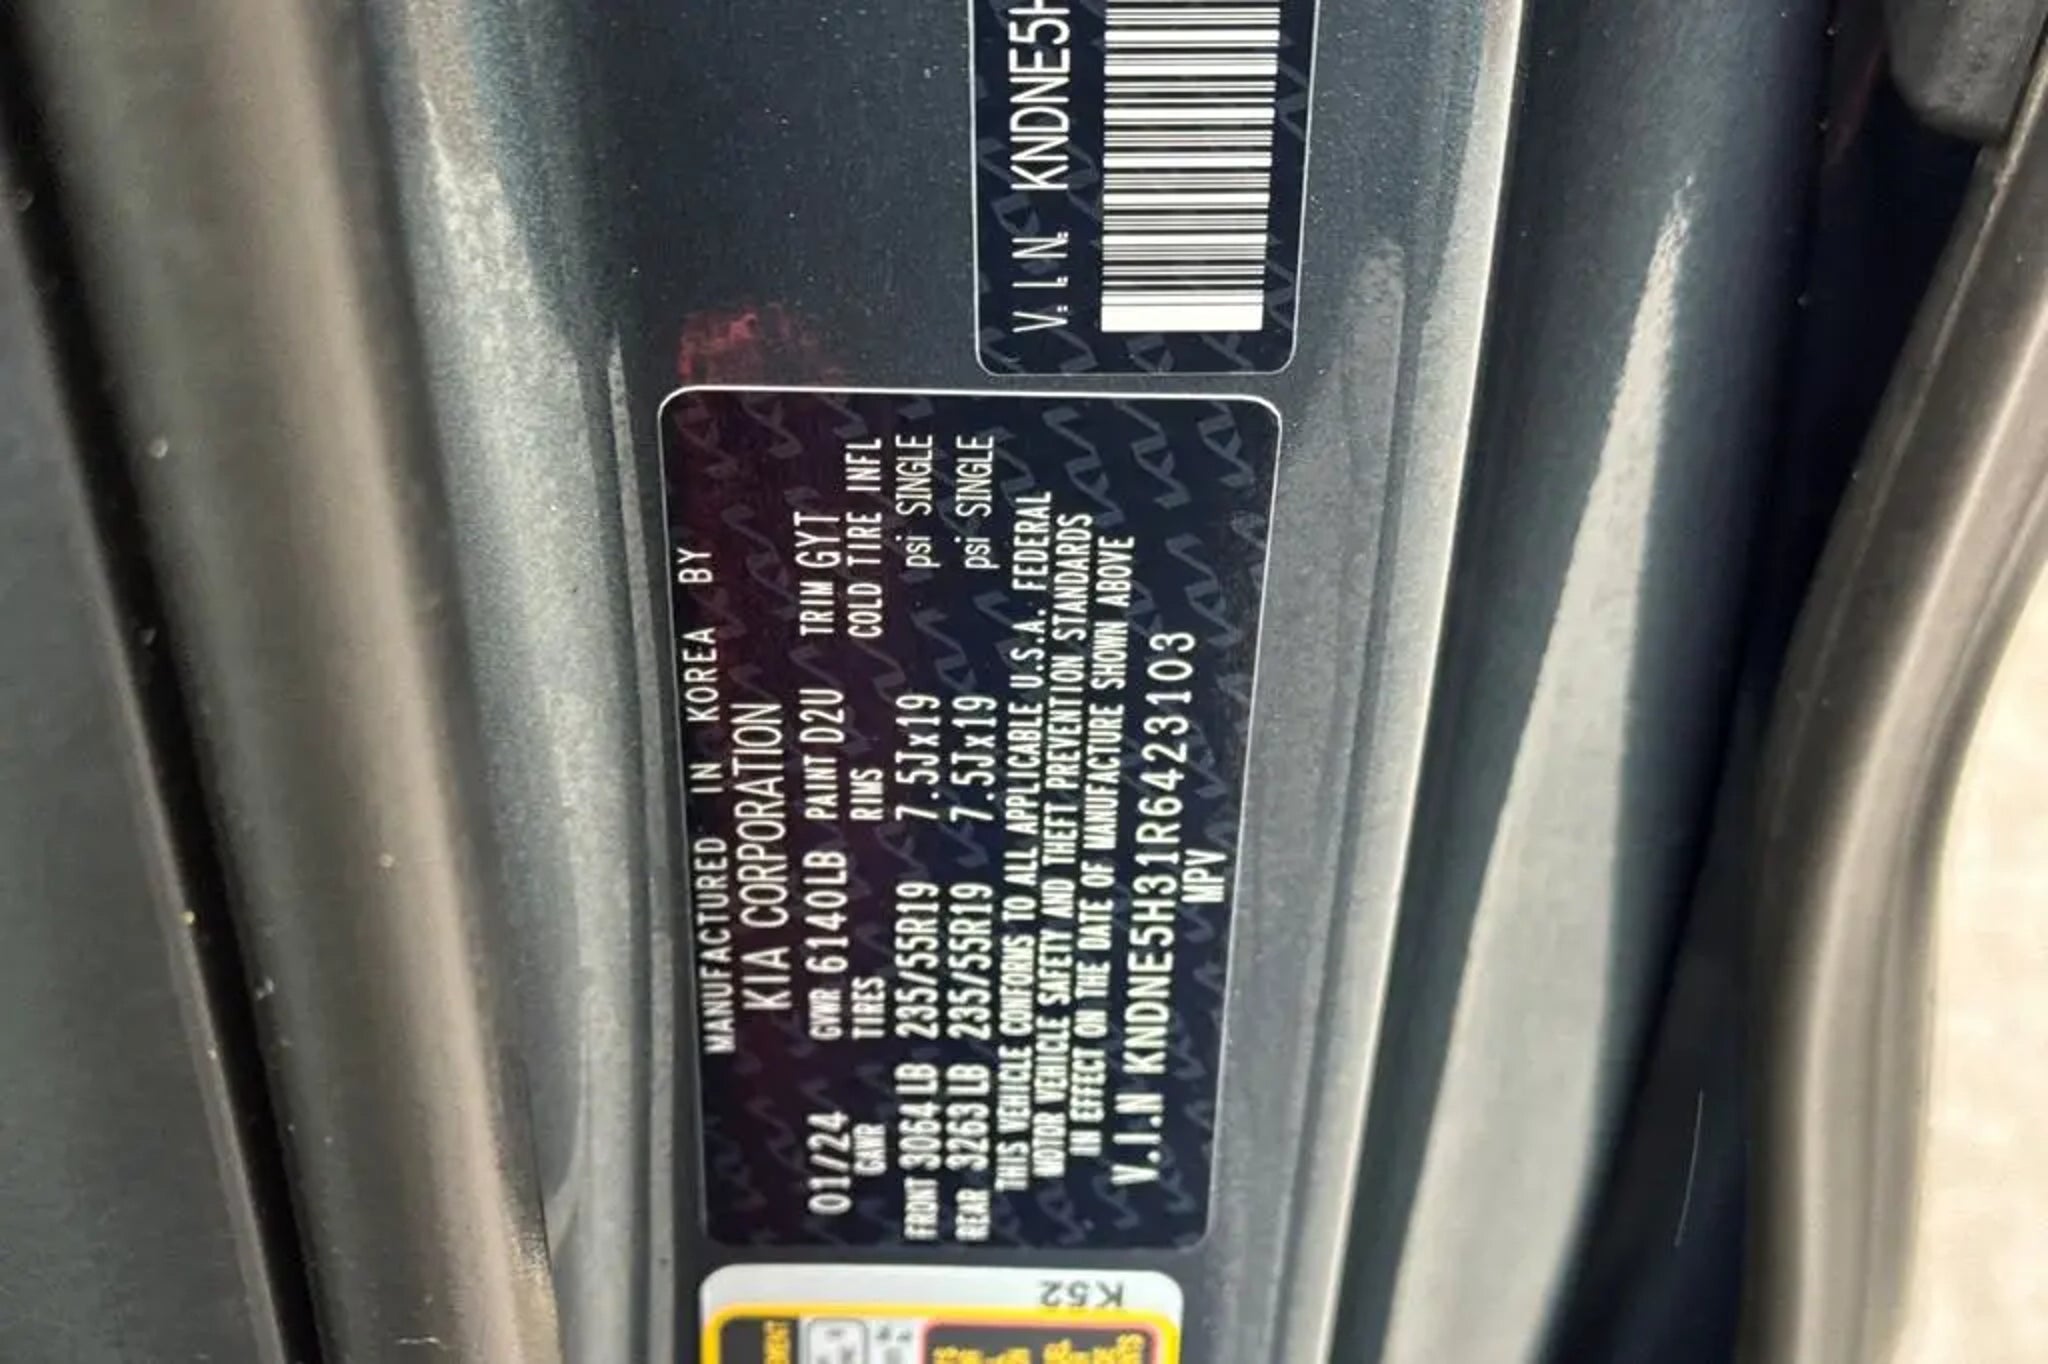 MANUFACTURED IN KOREA BY
KIA CORPORATION
01/24 GVWR 6140LB PAINT D2U TRIM GYT
GAWR TIRES RIMS COLD TIRE INFL
FRONT 3064LB 235/55R19 7.5Jx19 psi SINGLE
REAR 3263LB 235/55R19 7.5Jx19 psi SINGLE
THIS VEHICLE CONFORMS TO ALL APPLICABLE U.S.A. FEDERAL
MOTOR VEHICLE SAFETY AND THEFT PREVENTION STANDARDS
IN EFFECT ON THE DATE OF MANUFACTURE SHOWN ABOVE
V.I.N KNDNE5H31R6423103
MPV
V.I.N. KNDNE5H
K52